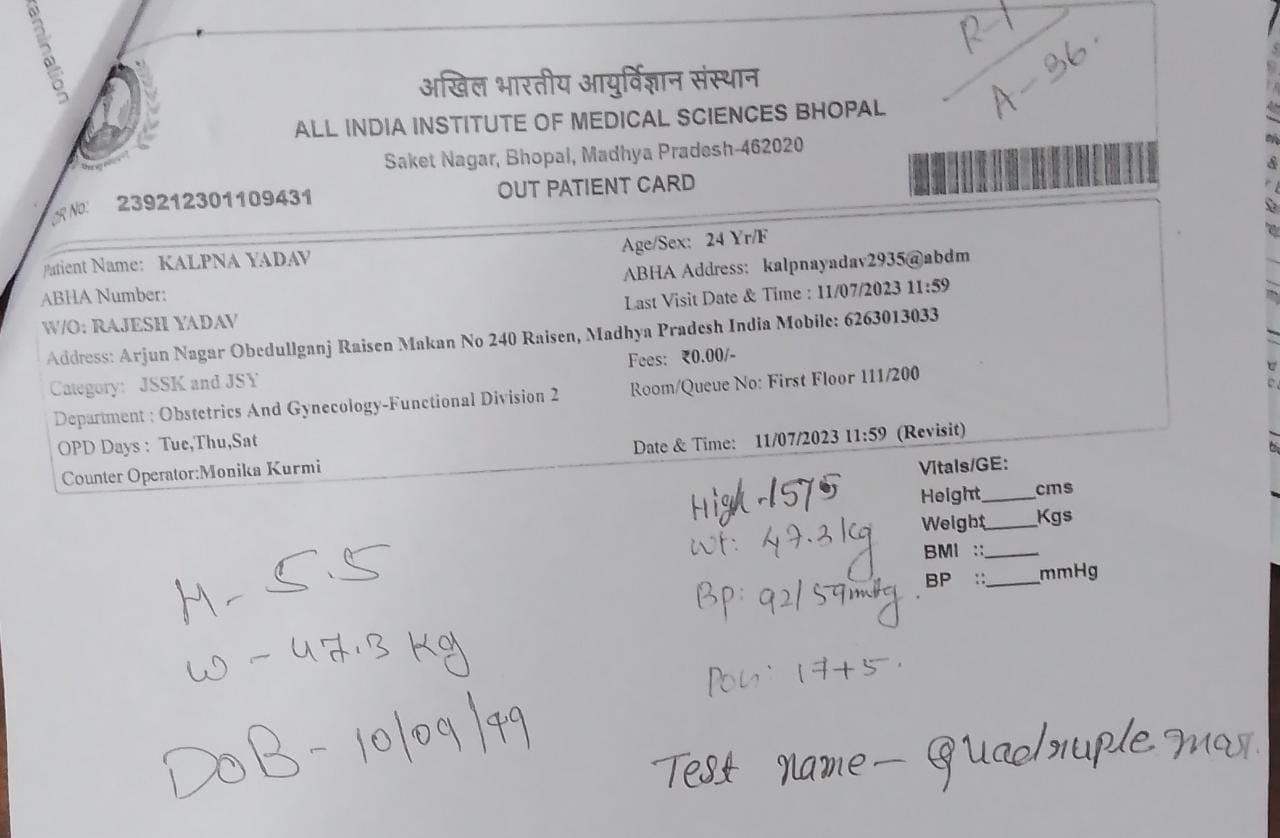 amination
R-1
A-36.
अखिल भारतीय आयुर्विज्ञान संस्थान
ALL INDIA INSTITUTE OF MEDICAL SCIENCES BHOPAL
Saket Nagar, Bhopal, Madhya Pradesh-462020
OUT PATIENT CARD
CR NO: 239212301109431
Patient Name: KALPNA YADAV Age/Sex: 24 Yr/F
ABHA Number: ABHA Address: kalpnayadav2935@abdm
W/O: RAJESH YADAV Last Visit Date & Time : 11/07/2023 11:59
Address: Arjun Nagar Obedullganj Raisen Makan No 240 Raisen, Madhya Pradesh India Mobile: 6263013033
Category: JSSK and JSY Fees: ₹0.00/-
Department : Obstetrics And Gynecology-Functional Division 2 Room/Queue No: First Floor 111/200
OPD Days : Tue,Thu,Sat
Counter Operator:Monika Kurmi Date & Time: 11/07/2023 11:59 (Revisit)
Vitals/GE:
Height_____cms
Weight_____Kgs
BMI ::_____
BP ::_____mmHg
High-1575
Wt: 47.3kg
Bp: 92/59mmHg.
POG: 17+5.
H- 5.5
W- 47.3 kg
DOB- 10/09/99
Test name- Quadruple mar.